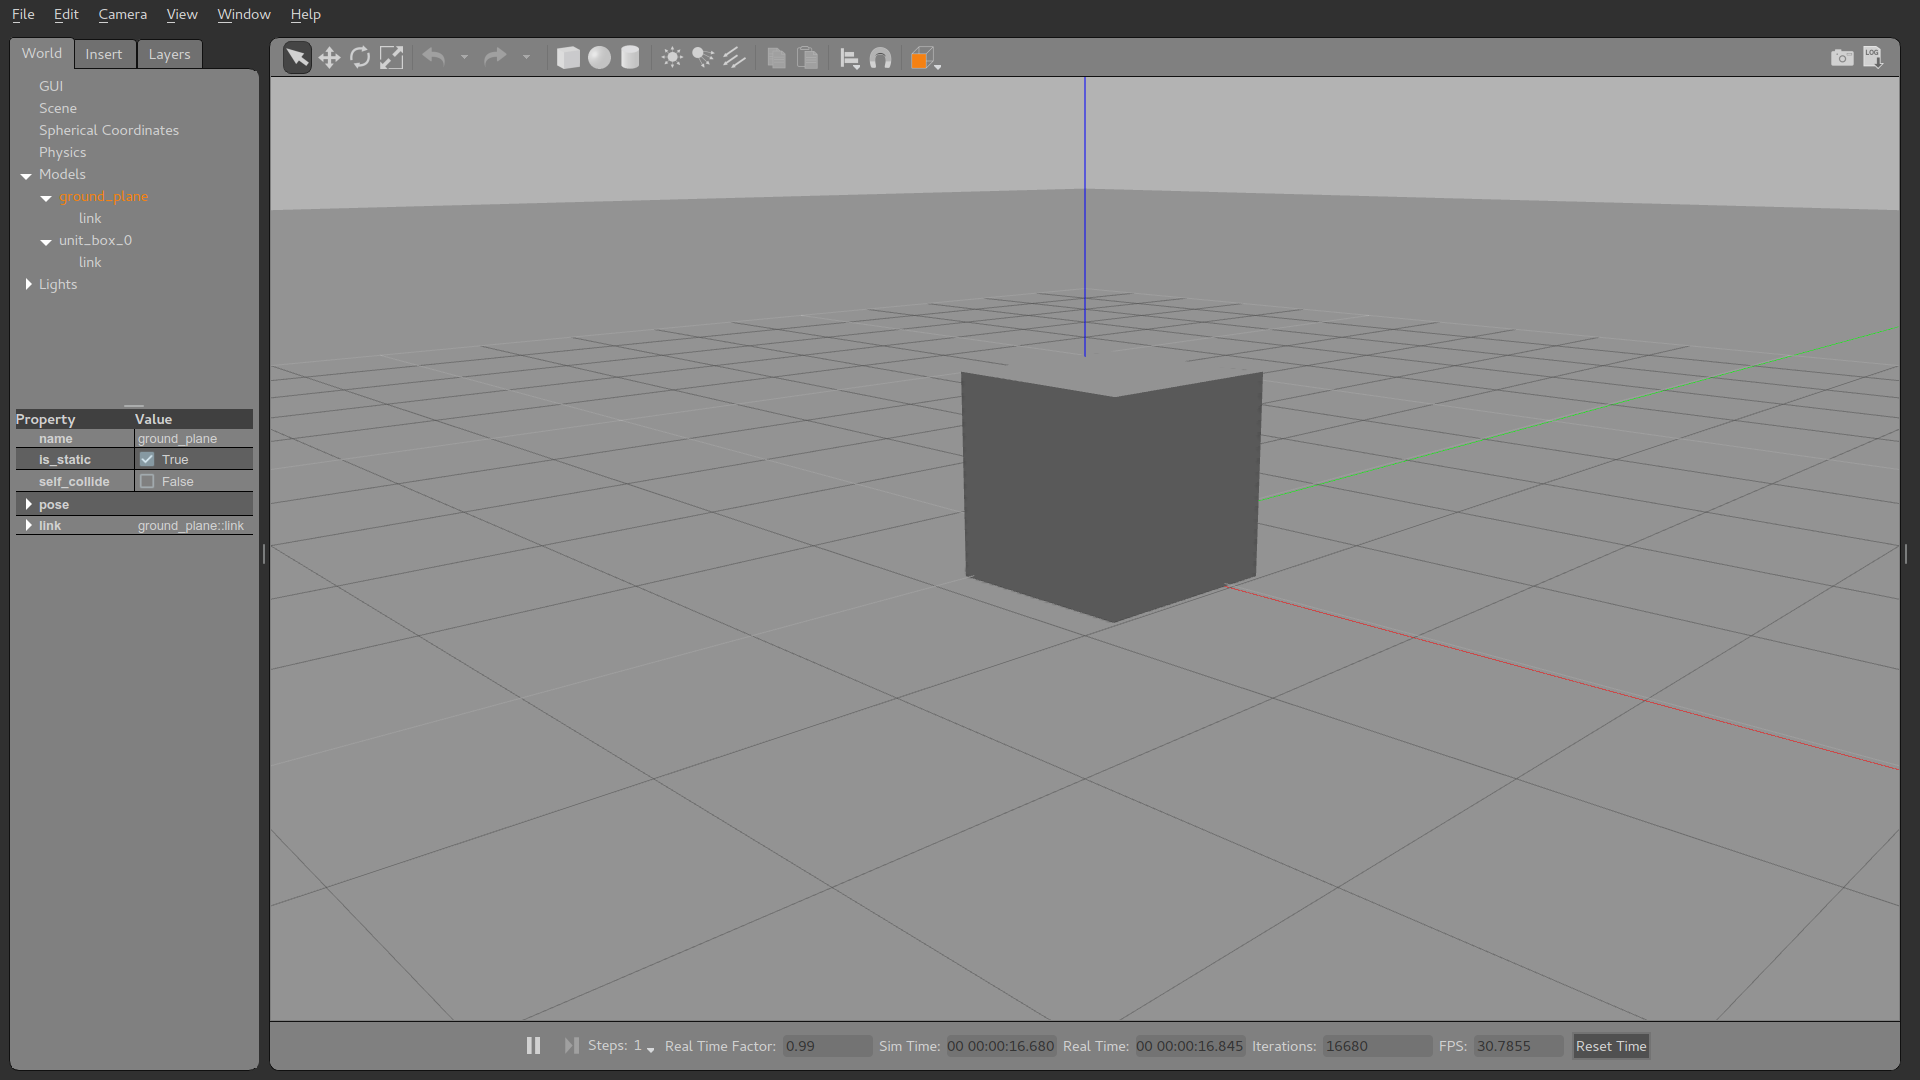 File Edit Camera View Window Help
World Insert Layers
LOG
GUI
Scene
Spherical Coordinates
Physics
Models
ground_plane
link
unit_box_0
link
Lights
Property Value
name ground_plane
is_static True
self_collide False
pose
link ground_plane::link
Steps: 1 Real Time Factor: 0.99 Sim Time: 00 00:00:16.680 Real Time: 00 00:00:16.845 Iterations: 16680 FPS: 30.7855 Reset Time